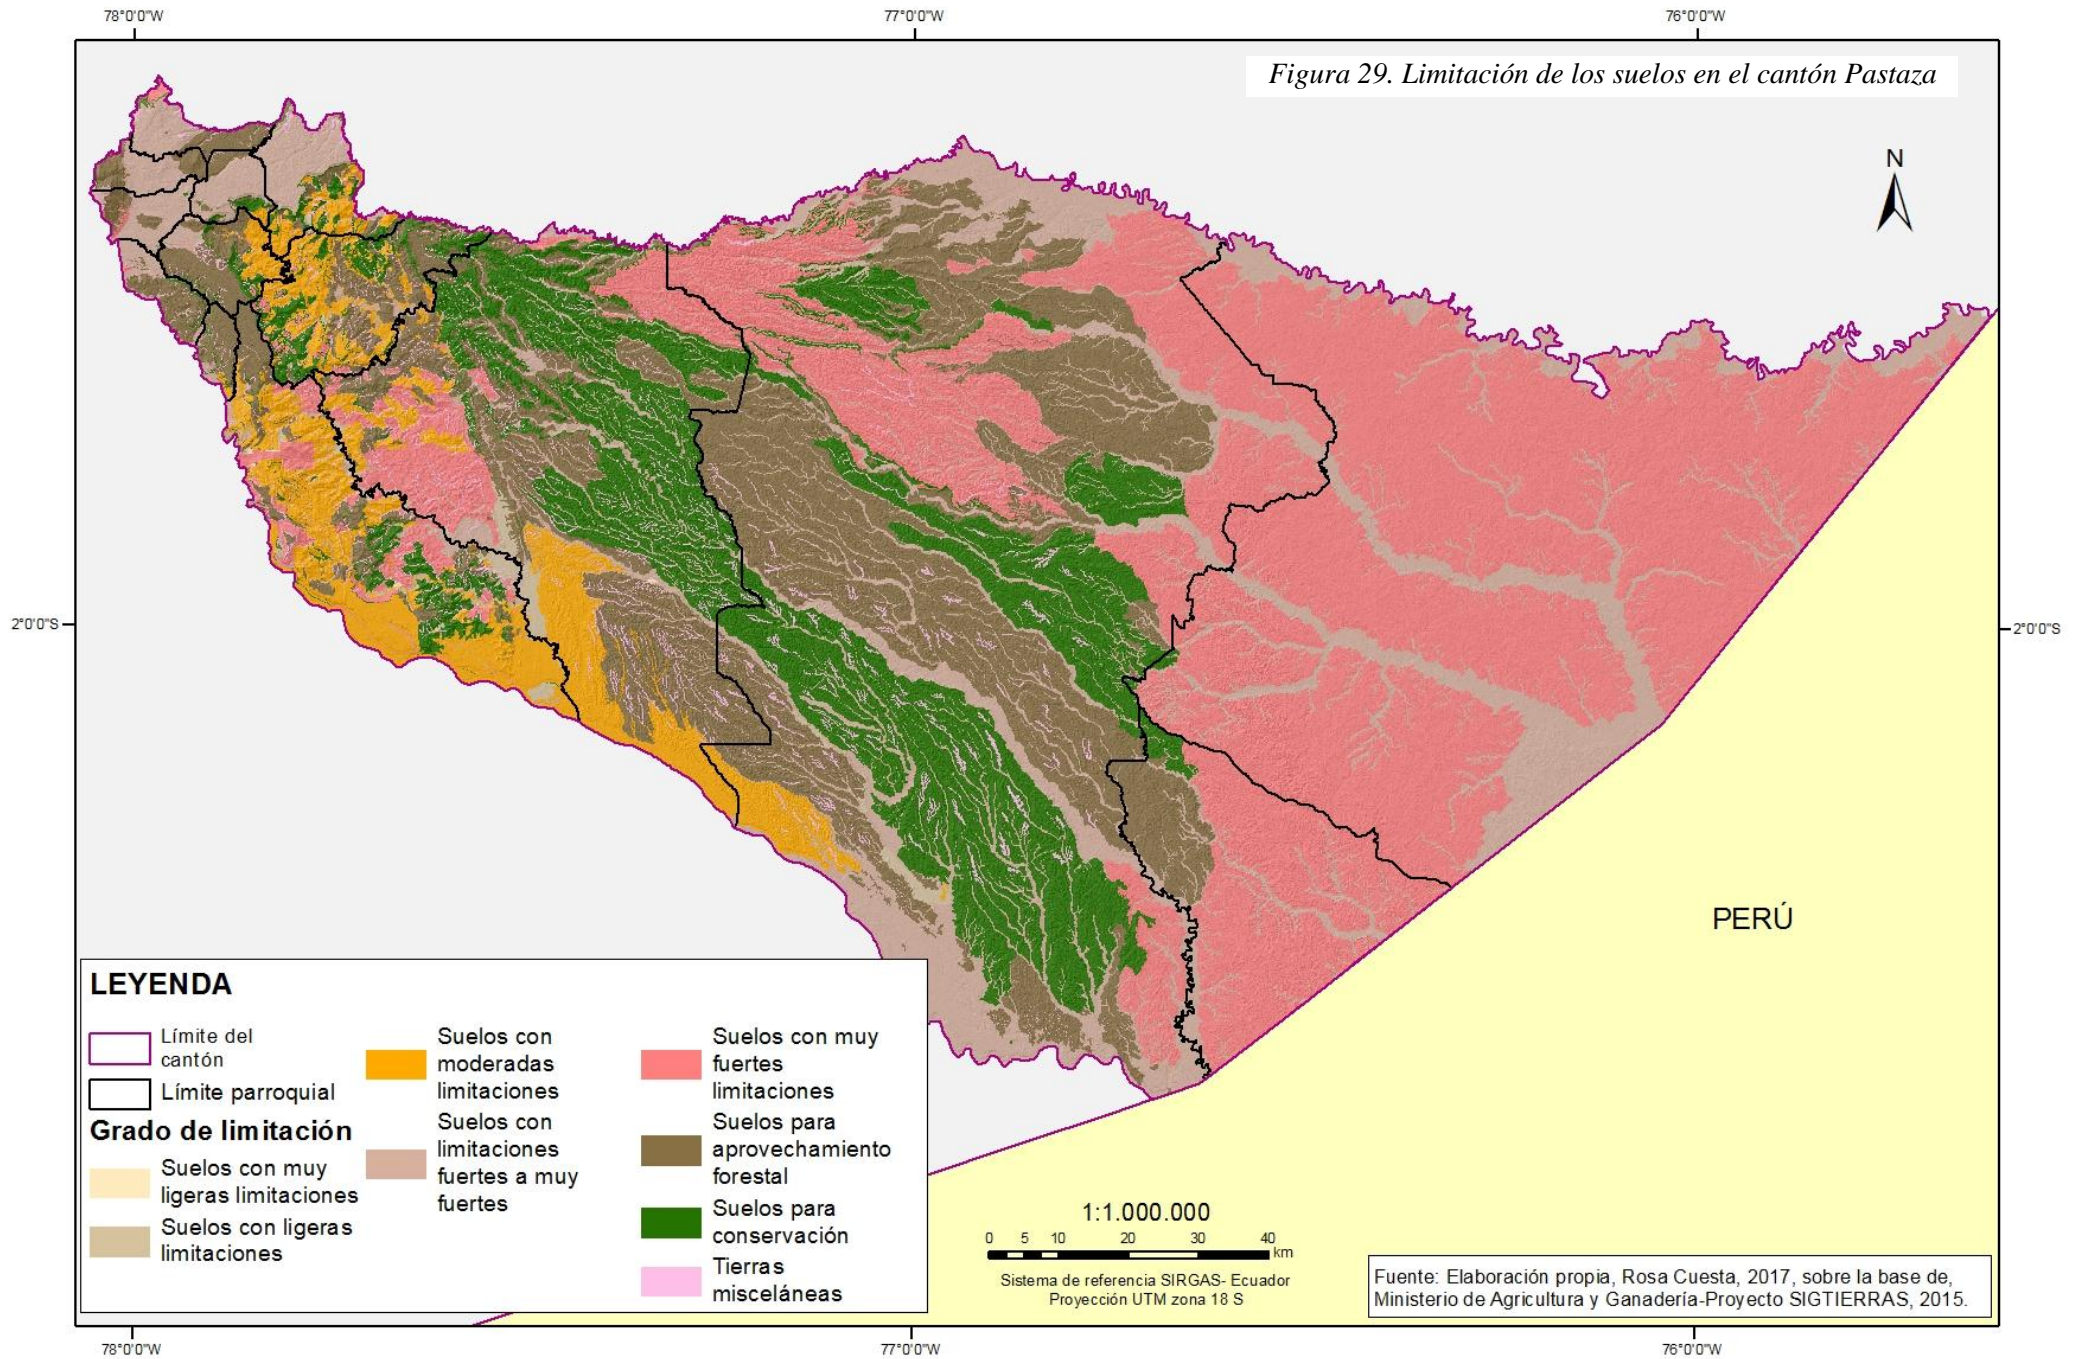 78°0'0"W
77°0'0"W
76°0'0"W
Figura 29. Limitación de los suelos en el cantón Pastaza
N
2°0'0"S
2°0'0"S
PERÚ
LEYENDA
Límite del
cantón
Límite parroquial
Grado de limitación
Suelos con muy
ligeras limitaciones
Suelos con ligeras
limitaciones
Suelos con
moderadas
limitaciones
Suelos con
limitaciones
fuertes a muy
fuertes
Suelos con muy
fuertes
limitaciones
Suelos para
aprovechamiento
forestal
Suelos para
conservación
Tierras
misceláneas
1:1.000.000
0 5 10 20 30 40
km
Sistema de referencia SIRGAS- Ecuador
Proyección UTM zona 18 S
Fuente: Elaboración propia, Rosa Cuesta, 2017, sobre la base de,
Ministerio de Agricultura y Ganadería-Proyecto SIGTIERRAS, 2015.
78°0'0"W
77°0'0"W
76°0'0"W